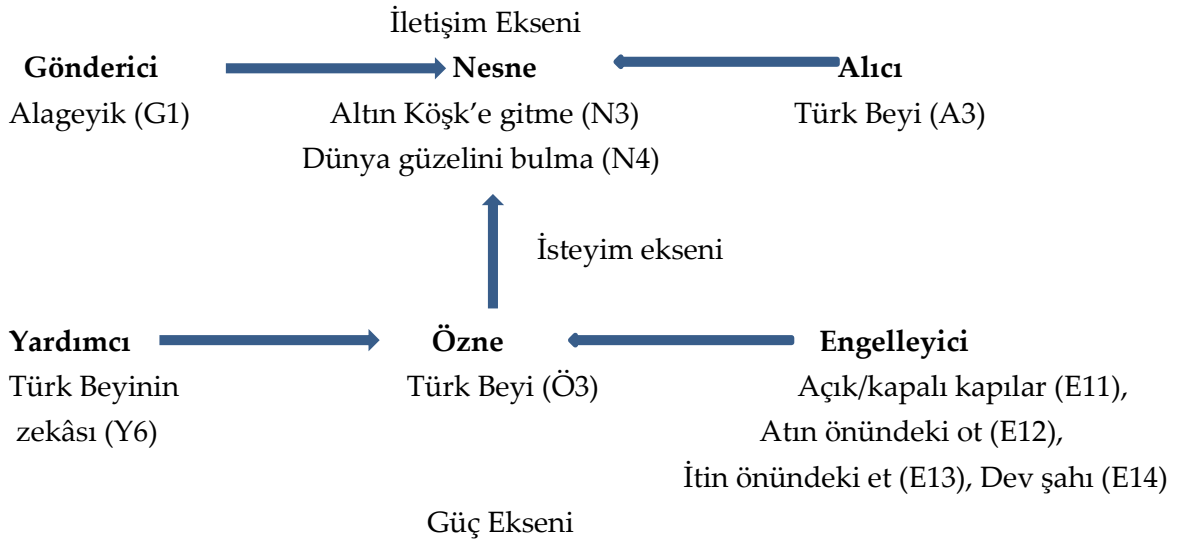 İletişim Ekseni
Gönderici Nesne Alıcı
Alageyik (G1) Altın Köşk’e gitme (N3) Türk Beyi (A3)
Dünya güzelini bulma (N4)
İsteyim ekseni
Yardımcı Özne Engelleyici
Türk Beyinin Türk Beyi (Ö3) Açık/kapalı kapılar (E11),
zekâsı (Y6) Atın önündeki ot (E12),
İtin önündeki et (E13), Dev şahı (E14)
Güç Ekseni